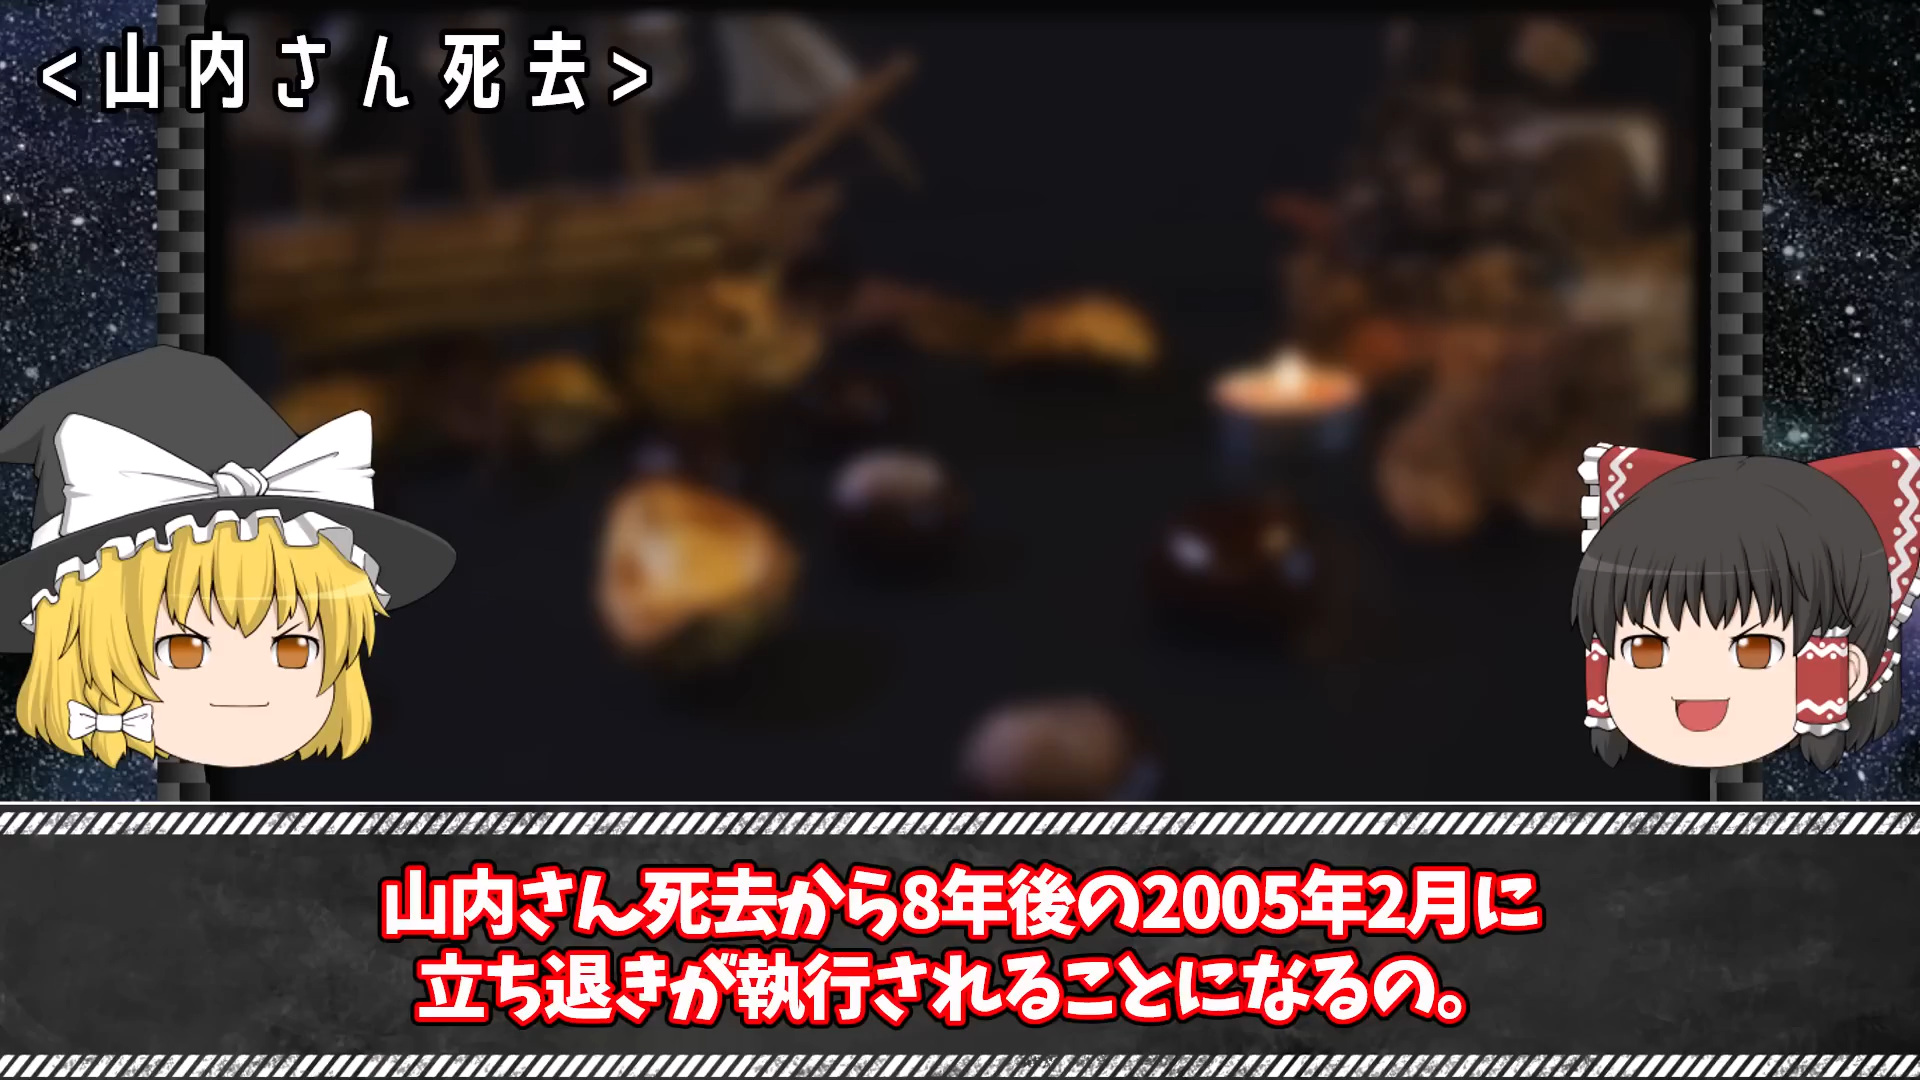 <山内さん死去>
山内さん死去から8年後の2005年2月に
立ち退きが執行されることになるの。